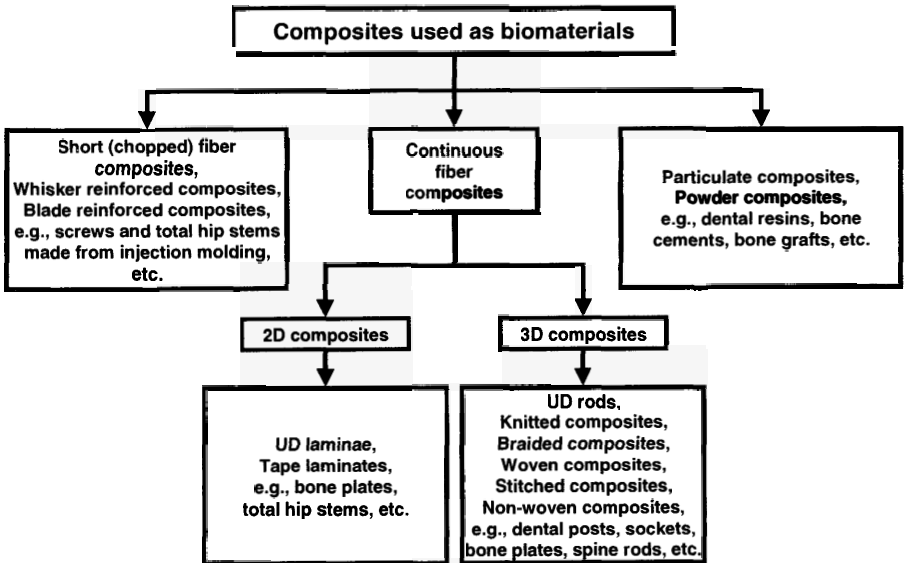 Composites used as biomaterials
Short (chopped) fiber
composites,
Whisker reinforced composites,
Blade reinforced composites,
e.g., screws and total hip stems
made from injection molding,
etc.
Continuous
fiber
composites
Particulate composites,
Powder composites,
e.g., dental resins, bone
cements, bone grafts, etc.
2D composites
3D composites
UD laminae,
Tape laminates,
e.g., bone plates,
total hip stems, etc.
UD rods,
Knitted composites,
Braided composites,
Woven composites,
Stitched composites,
Non-woven composites,
e.g., dental posts, sockets,
bone plates, spine rods, etc.